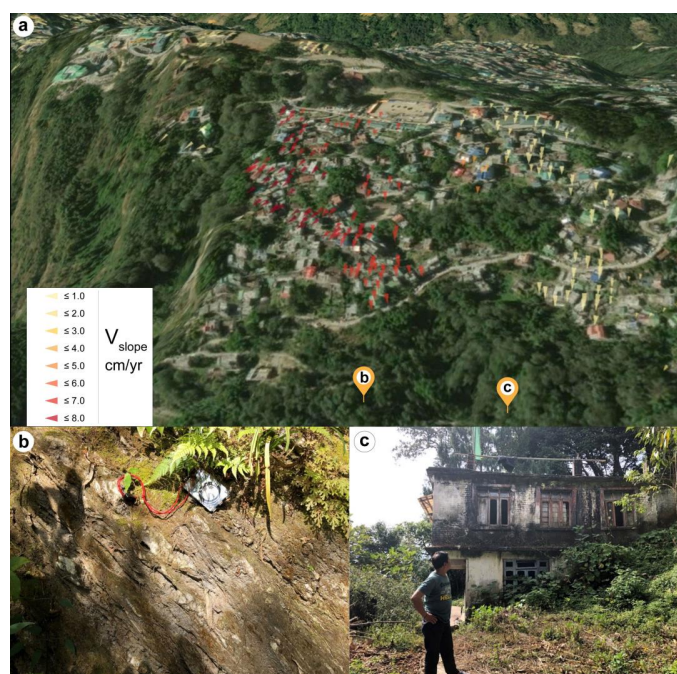 a
≤ 1.0
≤ 2.0
≤ 3.0
≤ 4.0
≤ 5.0
≤ 6.0
≤ 7.0
≤ 8.0
Vslope
cm/yr
b
c
b
c